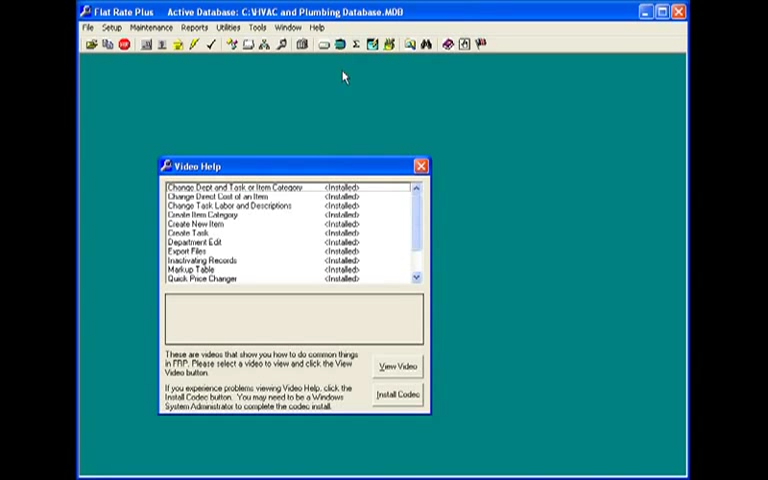 Flat Rate Plus Active Database: C:\HVAC and Plumbing Database.MDB
File Setup Maintenance Reports Utilities Tools Window Help
Video Help
Change Dept and Task or Item Category <Installed>
Change Direct Cost of an Item <Installed>
Change Task Labor and Descriptions <Installed>
Create Item Category <Installed>
Create New Item <Installed>
Create Task <Installed>
Department Edit <Installed>
Export Files <Installed>
Inactivating Records <Installed>
Markup Table <Installed>
Quick Price Changer <Installed>
These are videos that show you how to do common things
in FRP. Please select a video to view and click the View
Video button.
View Video
If you experience problems viewing Video Help, click the
Install Codec button. You may need to be a Windows
System Administrator to complete the codec install.
Install Codec